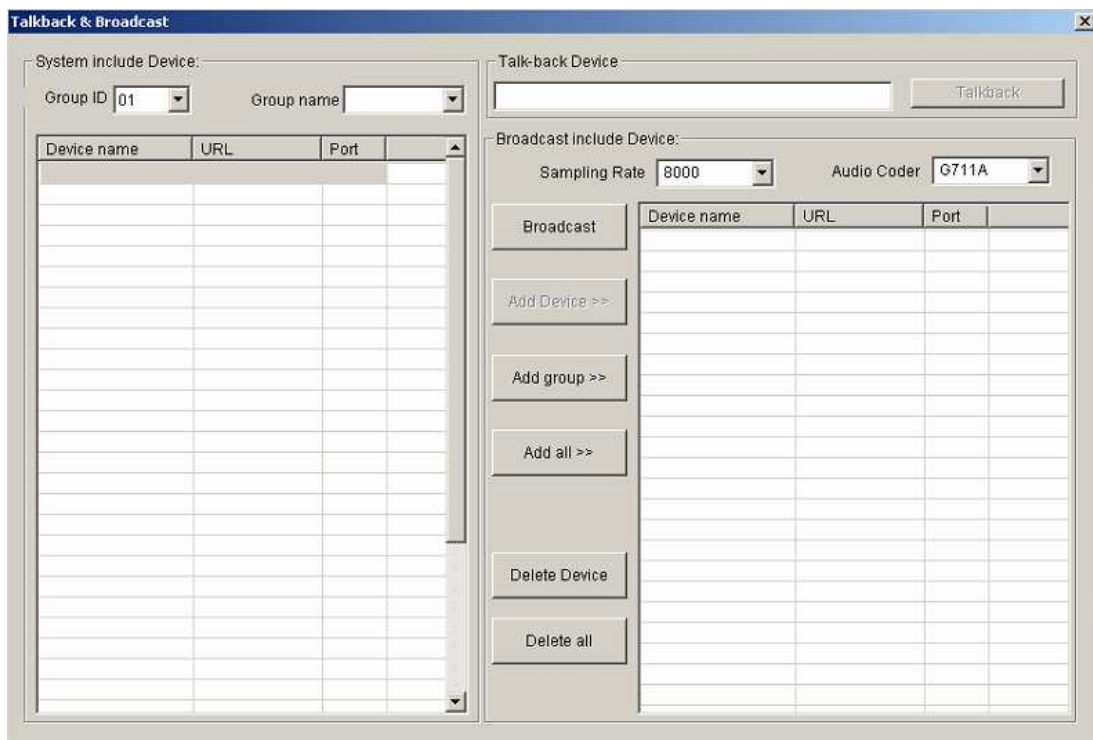 Talkback & Broadcast
System include Device:
Group ID 01 Group name
Device name URL Port
Talk-back Device
Talkback
Broadcast include Device:
Sampling Rate 8000 Audio Coder G711A
Broadcast
Add Device >>
Add group >>
Add all >>
Delete Device
Delete all
Device name URL Port